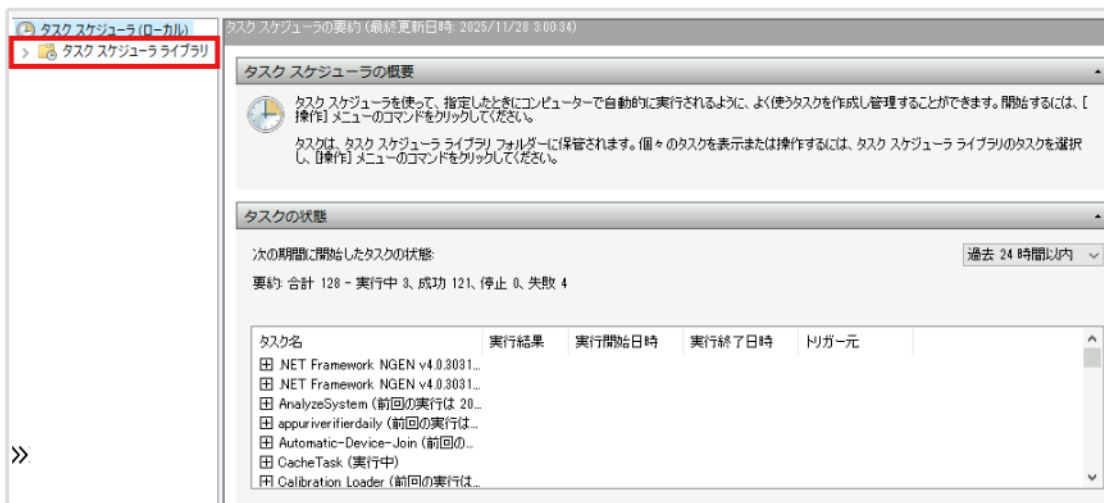 タスク スケジューラ (ローカル)
タスク スケジューラ ライブラリ
タスク スケジューラの要約 (最終更新日時: 2025/11/28 3:00:34)
タスク スケジューラの概要
タスク スケジューラを使って、指定したときにコンピューターで自動的に実行されるように、よく使うタスクを作成し管理することができます。開始するには、[
操作] メニューのコマンドをクリックしてください。
タスクは、タスク スケジューラ ライブラリ フォルダーに保管されます。個々のタスクを表示または操作するには、タスク スケジューラ ライブラリのタスクを選択
し、[操作] メニューのコマンドをクリックしてください。
タスクの状態
次の期間に開始したタスクの状態:
過去 24 時間以内
要約: 合計 128 - 実行中 3、成功 121、停止 0、失敗 4
タスク名 実行結果 実行開始日時 実行終了日時 トリガー元
.NET Framework NGEN v4.0.3031...
.NET Framework NGEN v4.0.3031...
AnalyzeSystem (前回の実行は 20...
appuriverifierdaily (前回の実行は...
Automatic-Device-Join (前回の...
CacheTask (実行中)
Calibration Loader (前回の実行は...